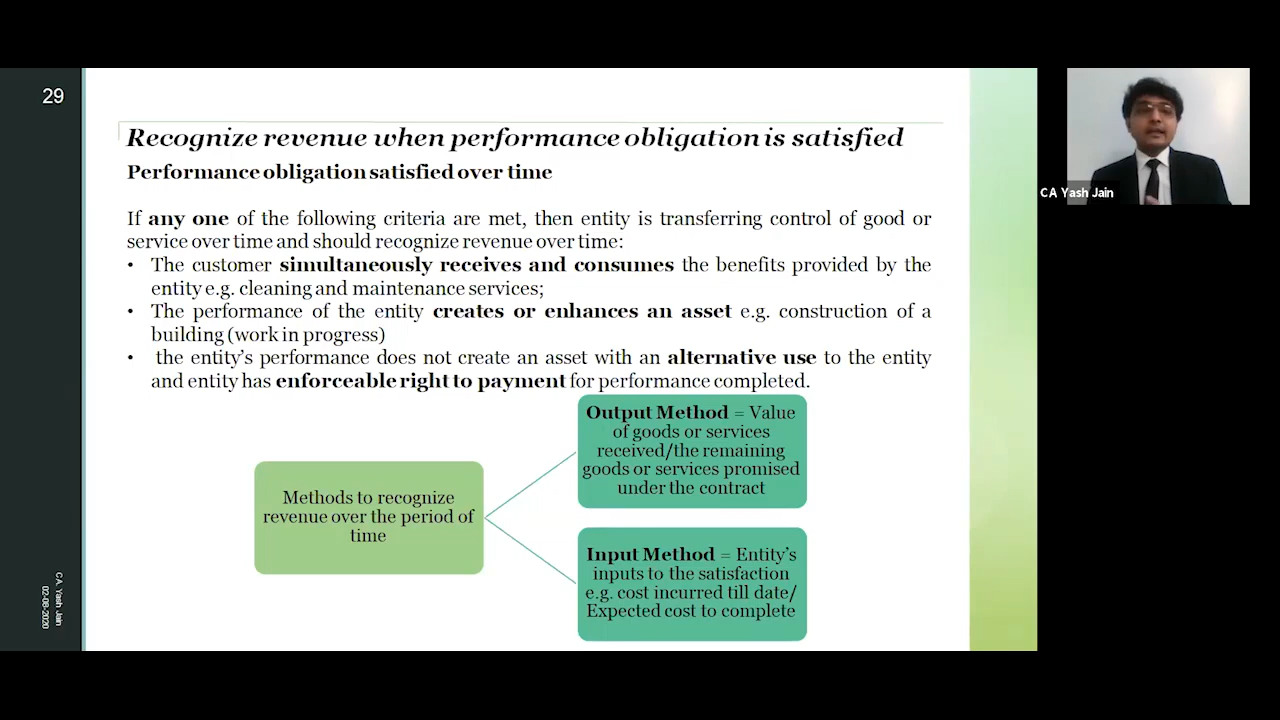 29
Recognize revenue when performance obligation is satisfied
Performance obligation satisfied over time
If any one of the following criteria are met, then entity is transferring control of good or
service over time and should recognize revenue over time:
• The customer simultaneously receives and consumes the benefits provided by the
entity e.g. cleaning and maintenance services;
• The performance of the entity creates or enhances an asset e.g. construction of a
building (work in progress)
• the entity's performance does not create an asset with an alternative use to the entity
and entity has enforceable right to payment for performance completed.
Methods to recognize
revenue over the period of
time
Output Method = Value
of goods or services
received/the remaining
goods or services promised
under the contract
Input Method = Entity's
inputs to the satisfaction
e.g. cost incurred till date/
Expected cost to complete
CA. Yash Jain
02-08-2020
CA Yash Jain